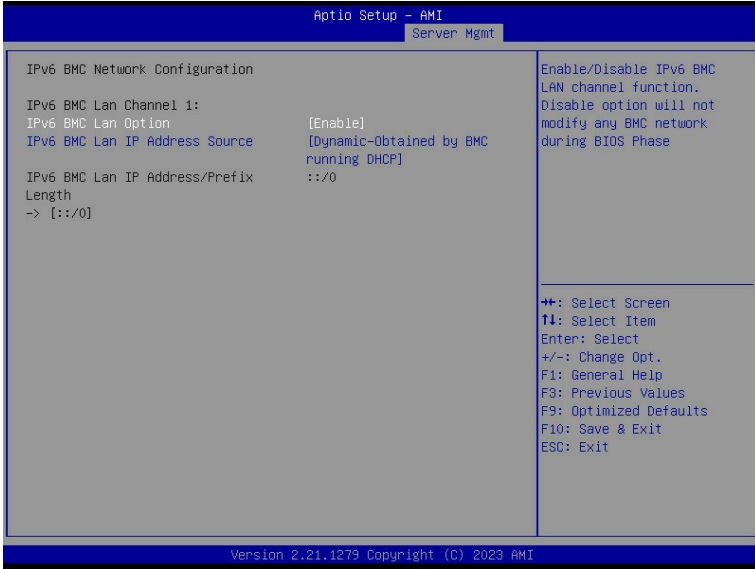 Aptio Setup – AMI
Server Mgmt
IPv6 BMC Network Configuration
IPv6 BMC Lan Channel 1:
IPv6 BMC Lan Option [Enable]
IPv6 BMC Lan IP Address Source [Dynamic-Obtained by BMC
running DHCP]
IPv6 BMC Lan IP Address/Prefix ::/0
Length
-> [::/0]
Enable/Disable IPv6 BMC
LAN channel function.
Disable option will not
modify any BMC network
during BIOS Phase
→←: Select Screen
↑↓: Select Item
Enter: Select
+/-: Change Opt.
F1: General Help
F3: Previous Values
F9: Optimized Defaults
F10: Save & Exit
ESC: Exit
Version 2.21.1279 Copyright (C) 2023 AMI